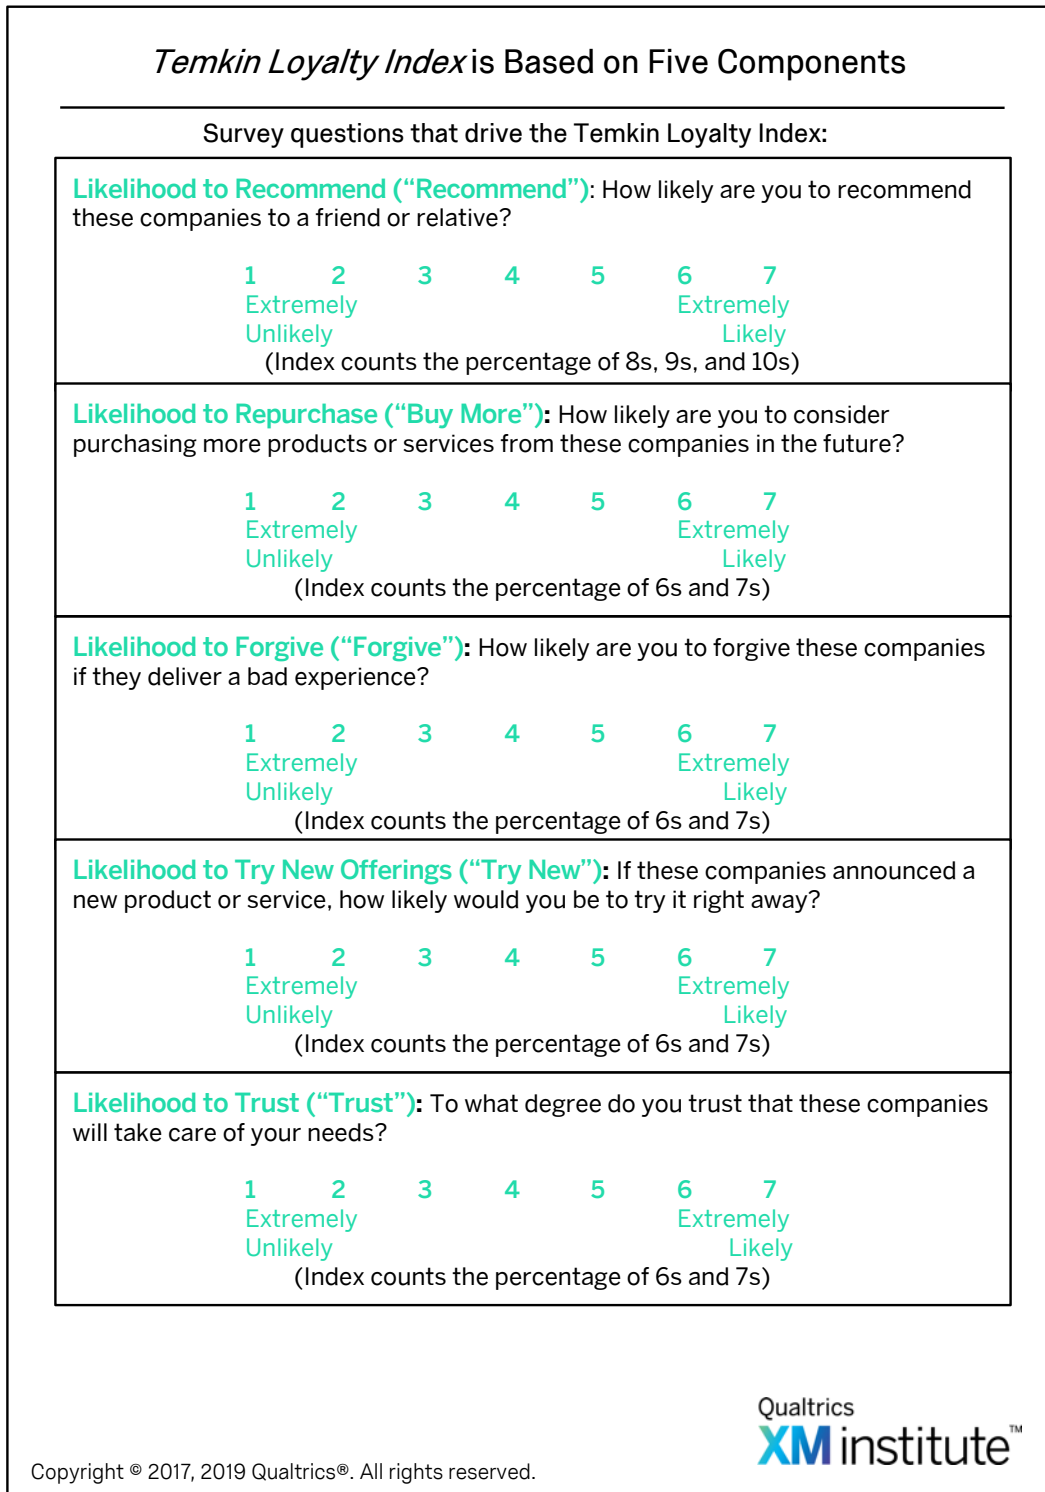 Temkin Loyalty Index is Based on Five Components
Survey questions that drive the Temkin Loyalty Index:
Likelihood to Recommend (“Recommend”): How likely are you to recommend
these companies to a friend or relative?
1 2 3 4 5 6 7
Extremely Extremely
Unlikely Likely
(Index counts the percentage of 8s, 9s, and 10s)
Likelihood to Repurchase (“Buy More”): How likely are you to consider
purchasing more products or services from these companies in the future?
1 2 3 4 5 6 7
Extremely Extremely
Unlikely Likely
(Index counts the percentage of 6s and 7s)
Likelihood to Forgive (“Forgive”): How likely are you to forgive these companies
if they deliver a bad experience?
1 2 3 4 5 6 7
Extremely Extremely
Unlikely Likely
(Index counts the percentage of 6s and 7s)
Likelihood to Try New Offerings (“Try New”): If these companies announced a
new product or service, how likely would you be to try it right away?
1 2 3 4 5 6 7
Extremely Extremely
Unlikely Likely
(Index counts the percentage of 6s and 7s)
Likelihood to Trust (“Trust”): To what degree do you trust that these companies
will take care of your needs?
1 2 3 4 5 6 7
Extremely Extremely
Unlikely Likely
(Index counts the percentage of 6s and 7s)
Qualtrics
XM institute™
Copyright © 2017, 2019 Qualtrics®. All rights reserved.